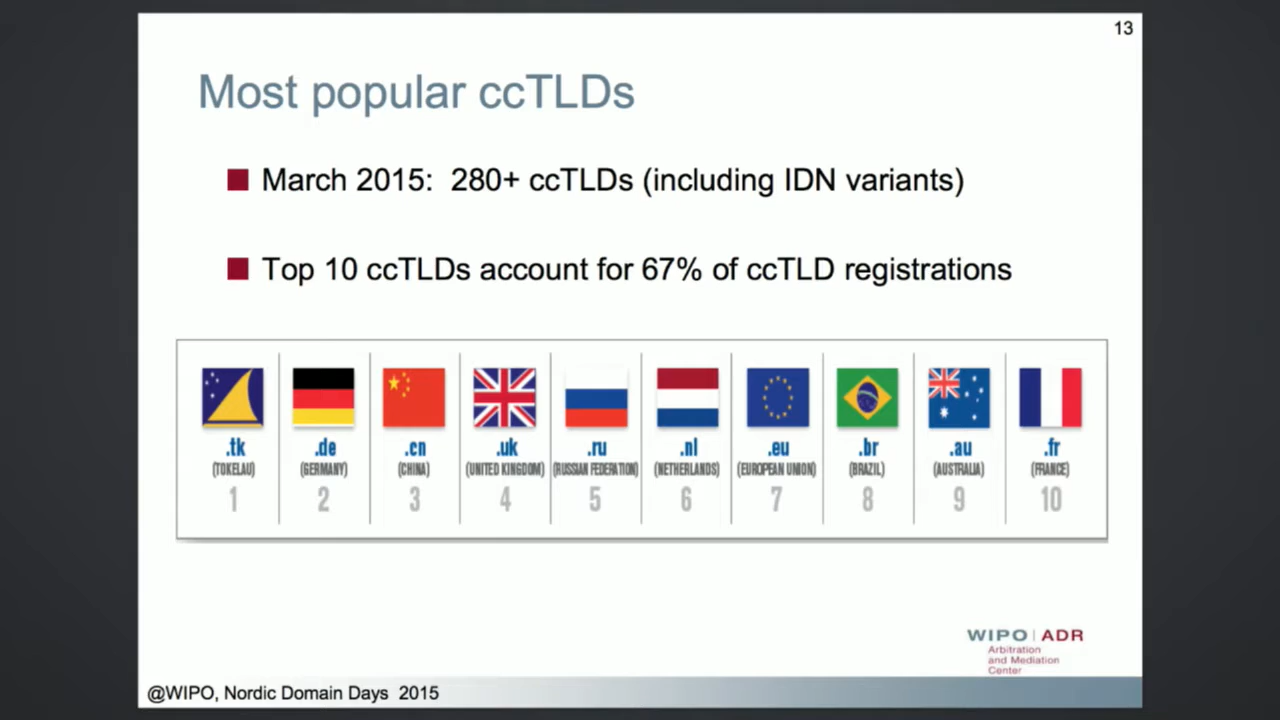 13
Most popular ccTLDs
March 2015: 280+ ccTLDs (including IDN variants)
Top 10 ccTLDs account for 67% of ccTLD registrations
.tk .de .cn .uk .ru .nl .eu .br .au .fr
(TOKELAU) (GERMANY) (CHINA) (UNITED KINGDOM) (RUSSIAN FEDERATION) (NETHERLANDS) (EUROPEAN UNION) (BRAZIL) (AUSTRALIA) (FRANCE)
1 2 3 4 5 6 7 8 9 10
WIPO | ADR
Arbitration
and Mediation
Center
@WIPO, Nordic Domain Days 2015